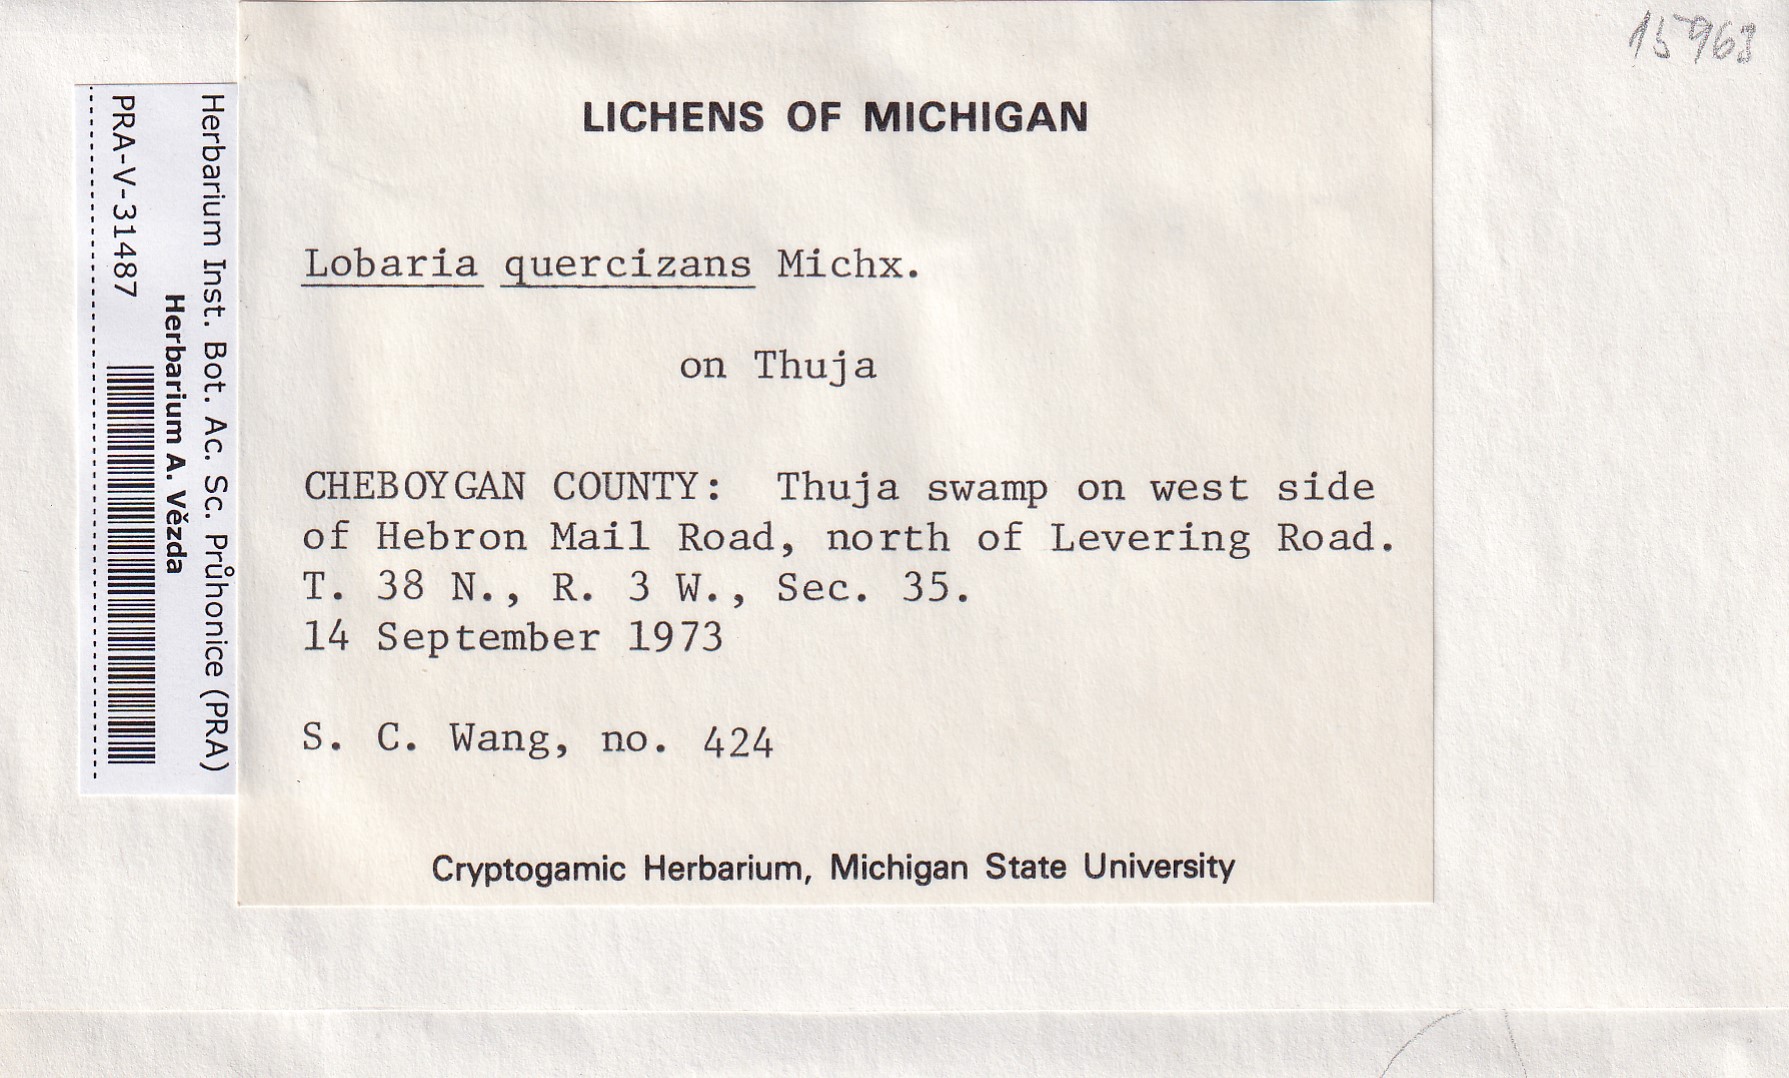 15963
LICHENS OF MICHIGAN
Lobaria quercizans Michx.
on Thuja
CHEBOYGAN COUNTY: Thuja swamp on west side
of Hebron Mail Road, north of Levering Road.
T. 38 N., R. 3 W., Sec. 35.
14 September 1973
S. C. Wang, no. 424
Cryptogamic Herbarium, Michigan State University
Herbarium Inst. Bot. Ac. Sc. Průhonice (PRA)
Herbarium A. Vězda
PRA-V-31487